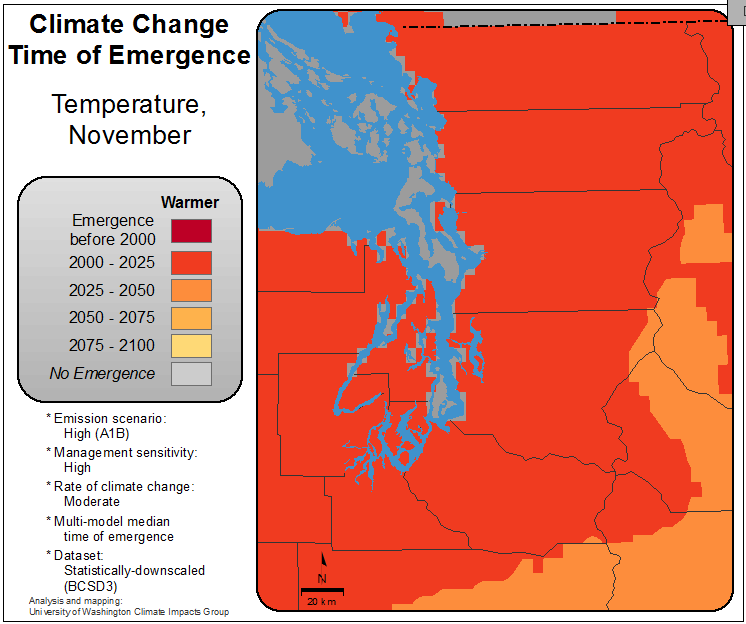 Climate Change
Time of Emergence
Temperature,
November
Warmer
Emergence
before 2000
2000 - 2025
2025 - 2050
2050 - 2075
2075 - 2100
No Emergence
* Emission scenario:
High (A1B)
* Management sensitivity:
High
* Rate of climate change:
Moderate
* Multi-model median
time of emergence
* Dataset:
Statistically-downscaled
(BCSD3)
Analysis and mapping:
University of Washington Climate Impacts Group
N
20 km